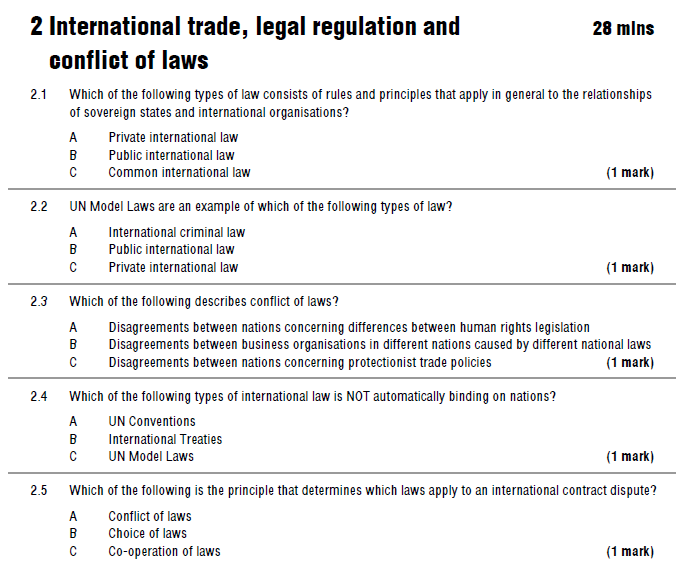 2 International trade, legal regulation and 28 mins
conflict of laws
2.1 Which of the following types of law consists of rules and principles that apply in general to the relationships
of sovereign states and international organisations?
A Private international law
B Public international law
C Common international law (1 mark)
2.2 UN Model Laws are an example of which of the following types of law?
A International criminal law
B Public international law
C Private international law (1 mark)
2.3 Which of the following describes conflict of laws?
A Disagreements between nations concerning differences between human rights legislation
B Disagreements between business organisations in different nations caused by different national laws
C Disagreements between nations concerning protectionist trade policies (1 mark)
2.4 Which of the following types of international law is NOT automatically binding on nations?
A UN Conventions
B International Treaties
C UN Model Laws (1 mark)
2.5 Which of the following is the principle that determines which laws apply to an international contract dispute?
A Conflict of laws
B Choice of laws
C Co-operation of laws (1 mark)